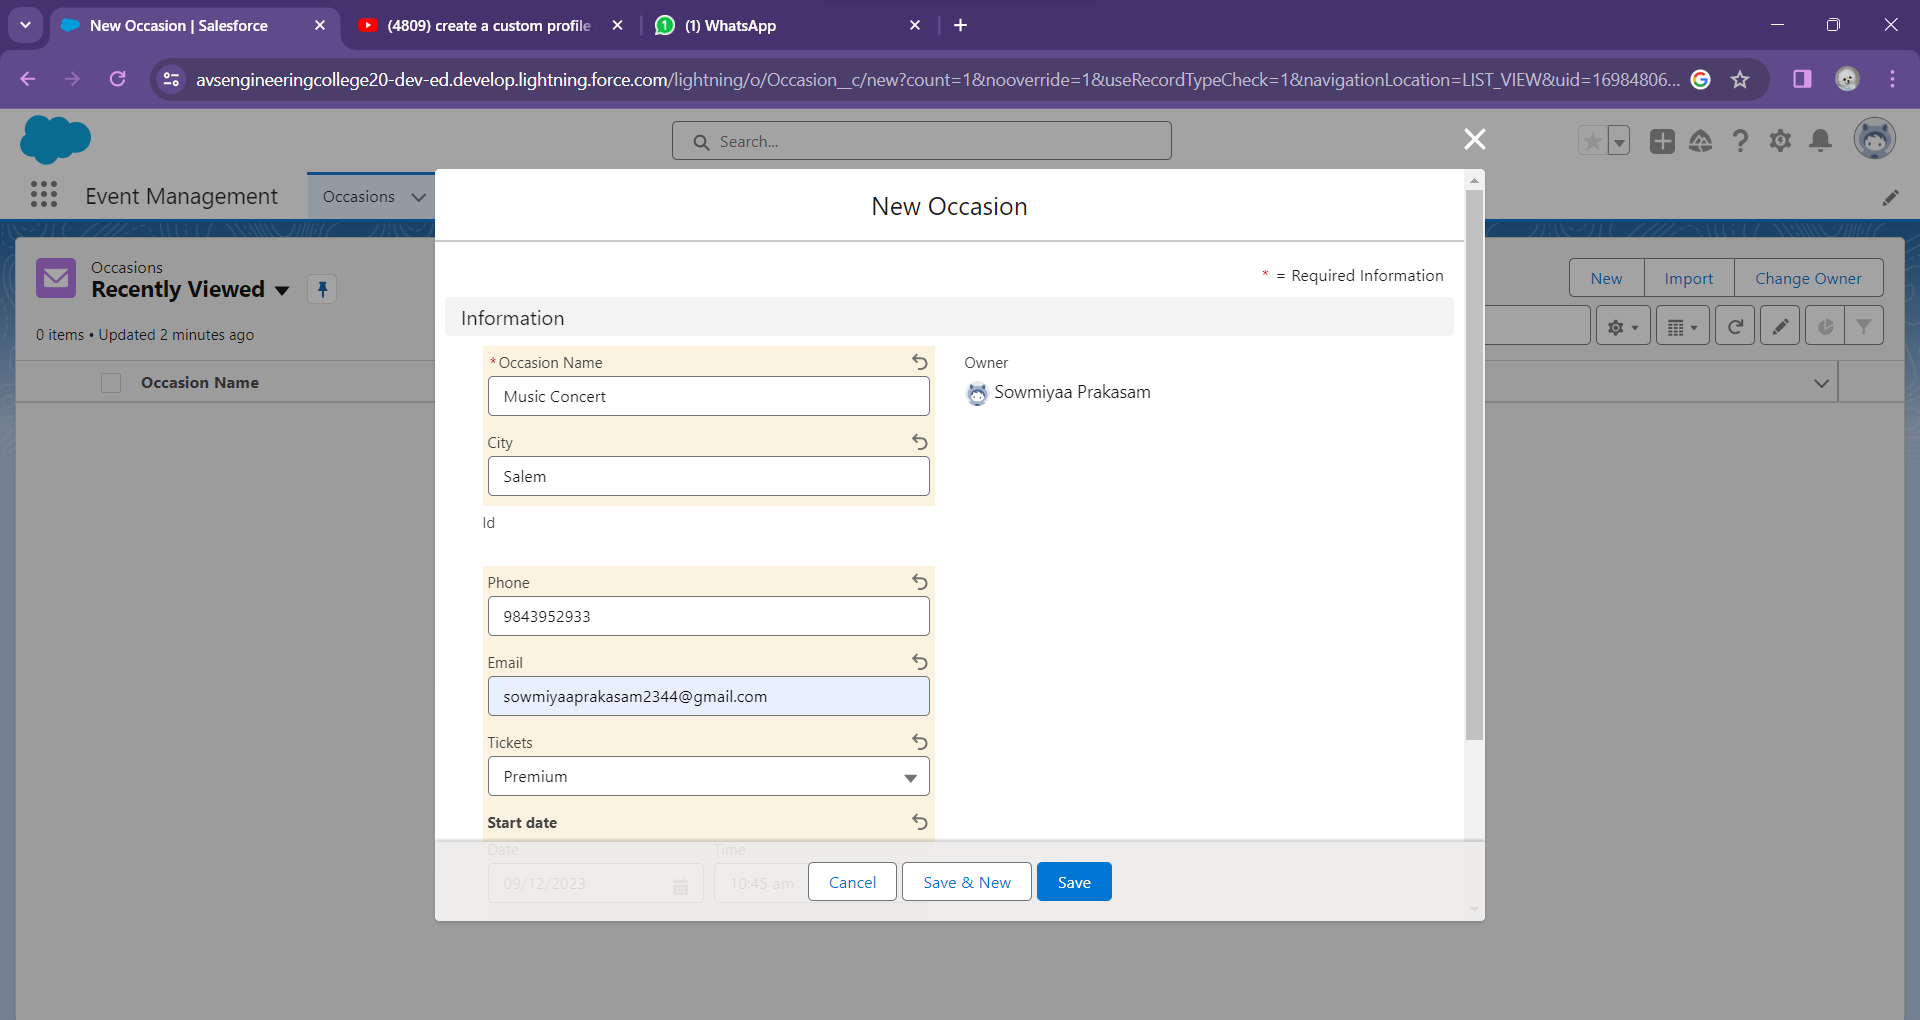 New Occasion | Salesforce
(4809) create a custom profile
(1) WhatsApp
avsengineeringcollege20-dev-ed.develop.lightning.force.com/lightning/o/Occasion__c/new?count=1&nooverride=1&useRecordTypeCheck=1&navigationLocation=LIST_VIEW&uid=16984806...
Search...
Event Management
Occasions
New Occasion
* = Required Information
Occasions
Recently Viewed
0 items • Updated 2 minutes ago
New
Import
Change Owner
Occasion Name
Information
*Occasion Name
Music Concert
Owner
Sowmiyaa Prakasam
City
Salem
Id
Phone
9843952933
Email
sowmiyaaprakasam2344@gmail.com
Tickets
Premium
Start date
Date
Time
09/12/2023
10:45 am
Cancel
Save & New
Save